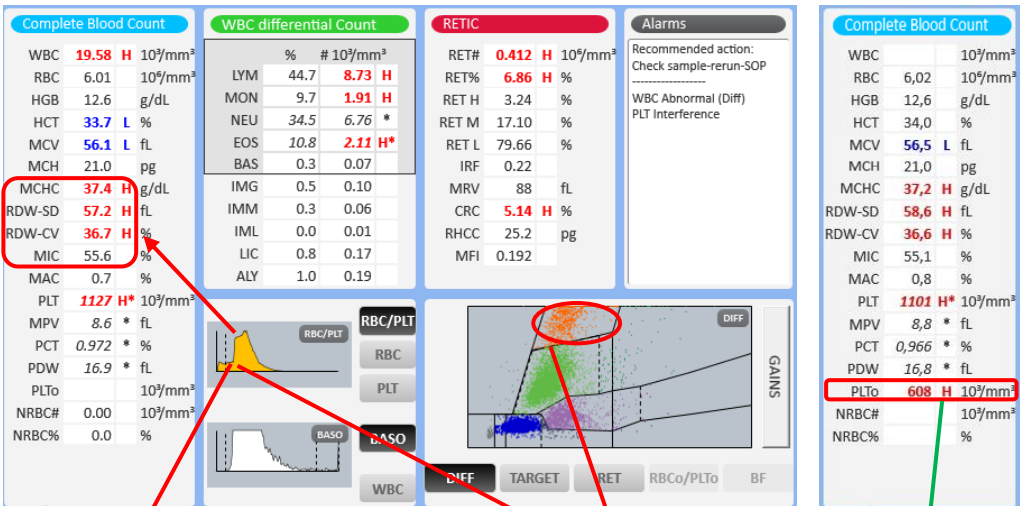 Complete Blood Count
WBC 19.58 H 10³/mm³
RBC 6.01 10⁶/mm³
HGB 12.6 g/dL
HCT 33.7 L %
MCV 56.1 L fL
MCH 21.0 pg
MCHC 37.4 H g/dL
RDW-SD 57.2 H fL
RDW-CV 36.7 H %
MIC 55.6 %
MAC 0.7 %
PLT 1127 H* 10³/mm³
MPV 8.6 * fL
PCT 0.972 * %
PDW 16.9 * fL
PLTo 10³/mm³
NRBC# 0.00 10³/mm³
NRBC% 0.0 %
WBC differential Count
% # 10³/mm³
LYM 44.7 8.73 H
MON 9.7 1.91 H
NEU 34.5 6.76 *
EOS 10.8 2.11 H*
BAS 0.3 0.07
IMG 0.5 0.10
IMM 0.3 0.06
IML 0.0 0.01
LIC 0.8 0.17
ALY 1.0 0.19
RETIC
RET# 0.412 H 10⁶/mm³
RET% 6.86 H %
RET H 3.24 %
RET M 17.10 %
RET L 79.66 %
IRF 0.22
MRV 88 fL
CRC 5.14 H %
RHCC 25.2 pg
MFI 0.192
Alarms
Recommended action:
Check sample-rerun-SOP
------------------
WBC Abnormal (Diff)
PLT Interference
RBC/PLT
RBC/PLT
RBC
PLT
BASO
BASO
WBC
DIFF
GAINS
DIFF TARGET RET RBCo/PLTo BF
Complete Blood Count
WBC 10³/mm³
RBC 6,02 10⁶/mm³
HGB 12,6 g/dL
HCT 34,0 %
MCV 56,5 L fL
MCH 21,0 pg
MCHC 37,2 H g/dL
RDW-SD 58,6 H fL
RDW-CV 36,6 H %
MIC 55,1 %
MAC 0,8 %
PLT 1101 H* 10³/mm³
MPV 8,8 * fL
PCT 0,966 * %
PDW 16,8 * fL
PLTo 608 H 10³/mm³
NRBC# 10³/mm³
NRBC% %